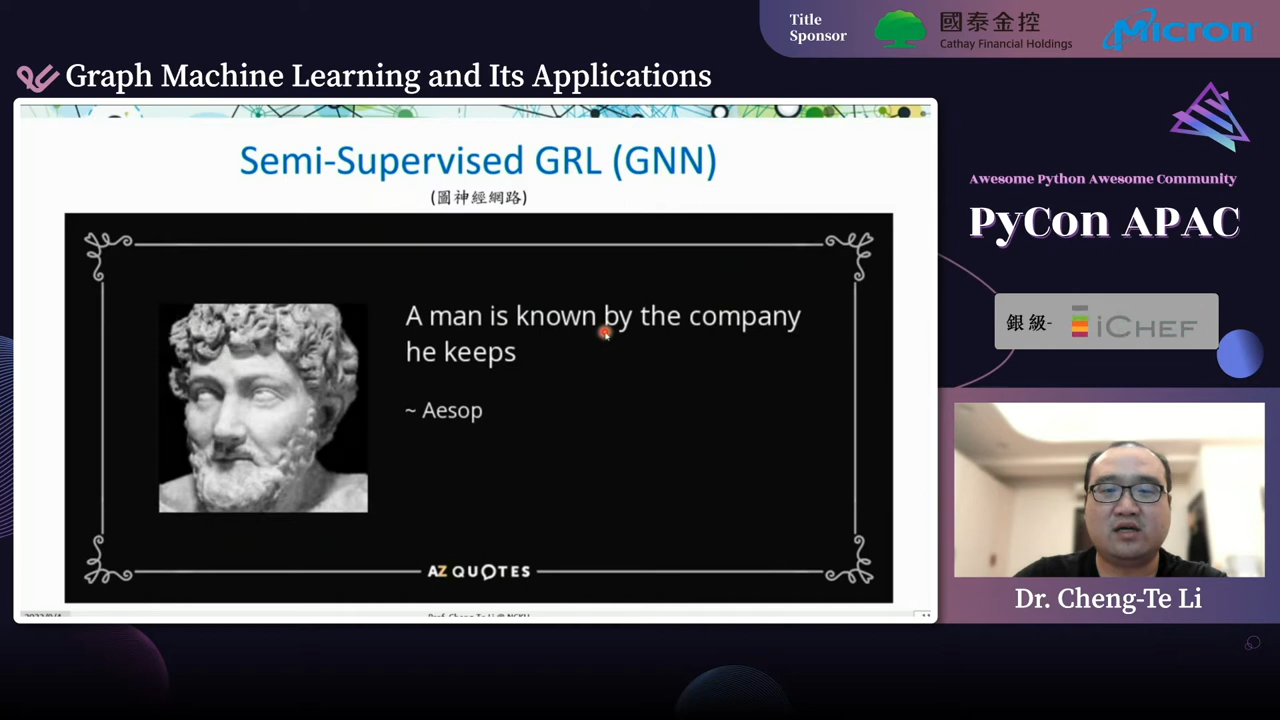 Title
Sponsor
國泰金控
Cathay Financial Holdings
Micron
Graph Machine Learning and Its Applications
Semi-Supervised GRL (GNN)
(圖神經網路)
A man is known by the company
he keeps
~ Aesop
AZ QUOTES
Awesome Python Awesome Community
PyCon APAC
銀級-
iCHEF
Dr. Cheng-Te Li